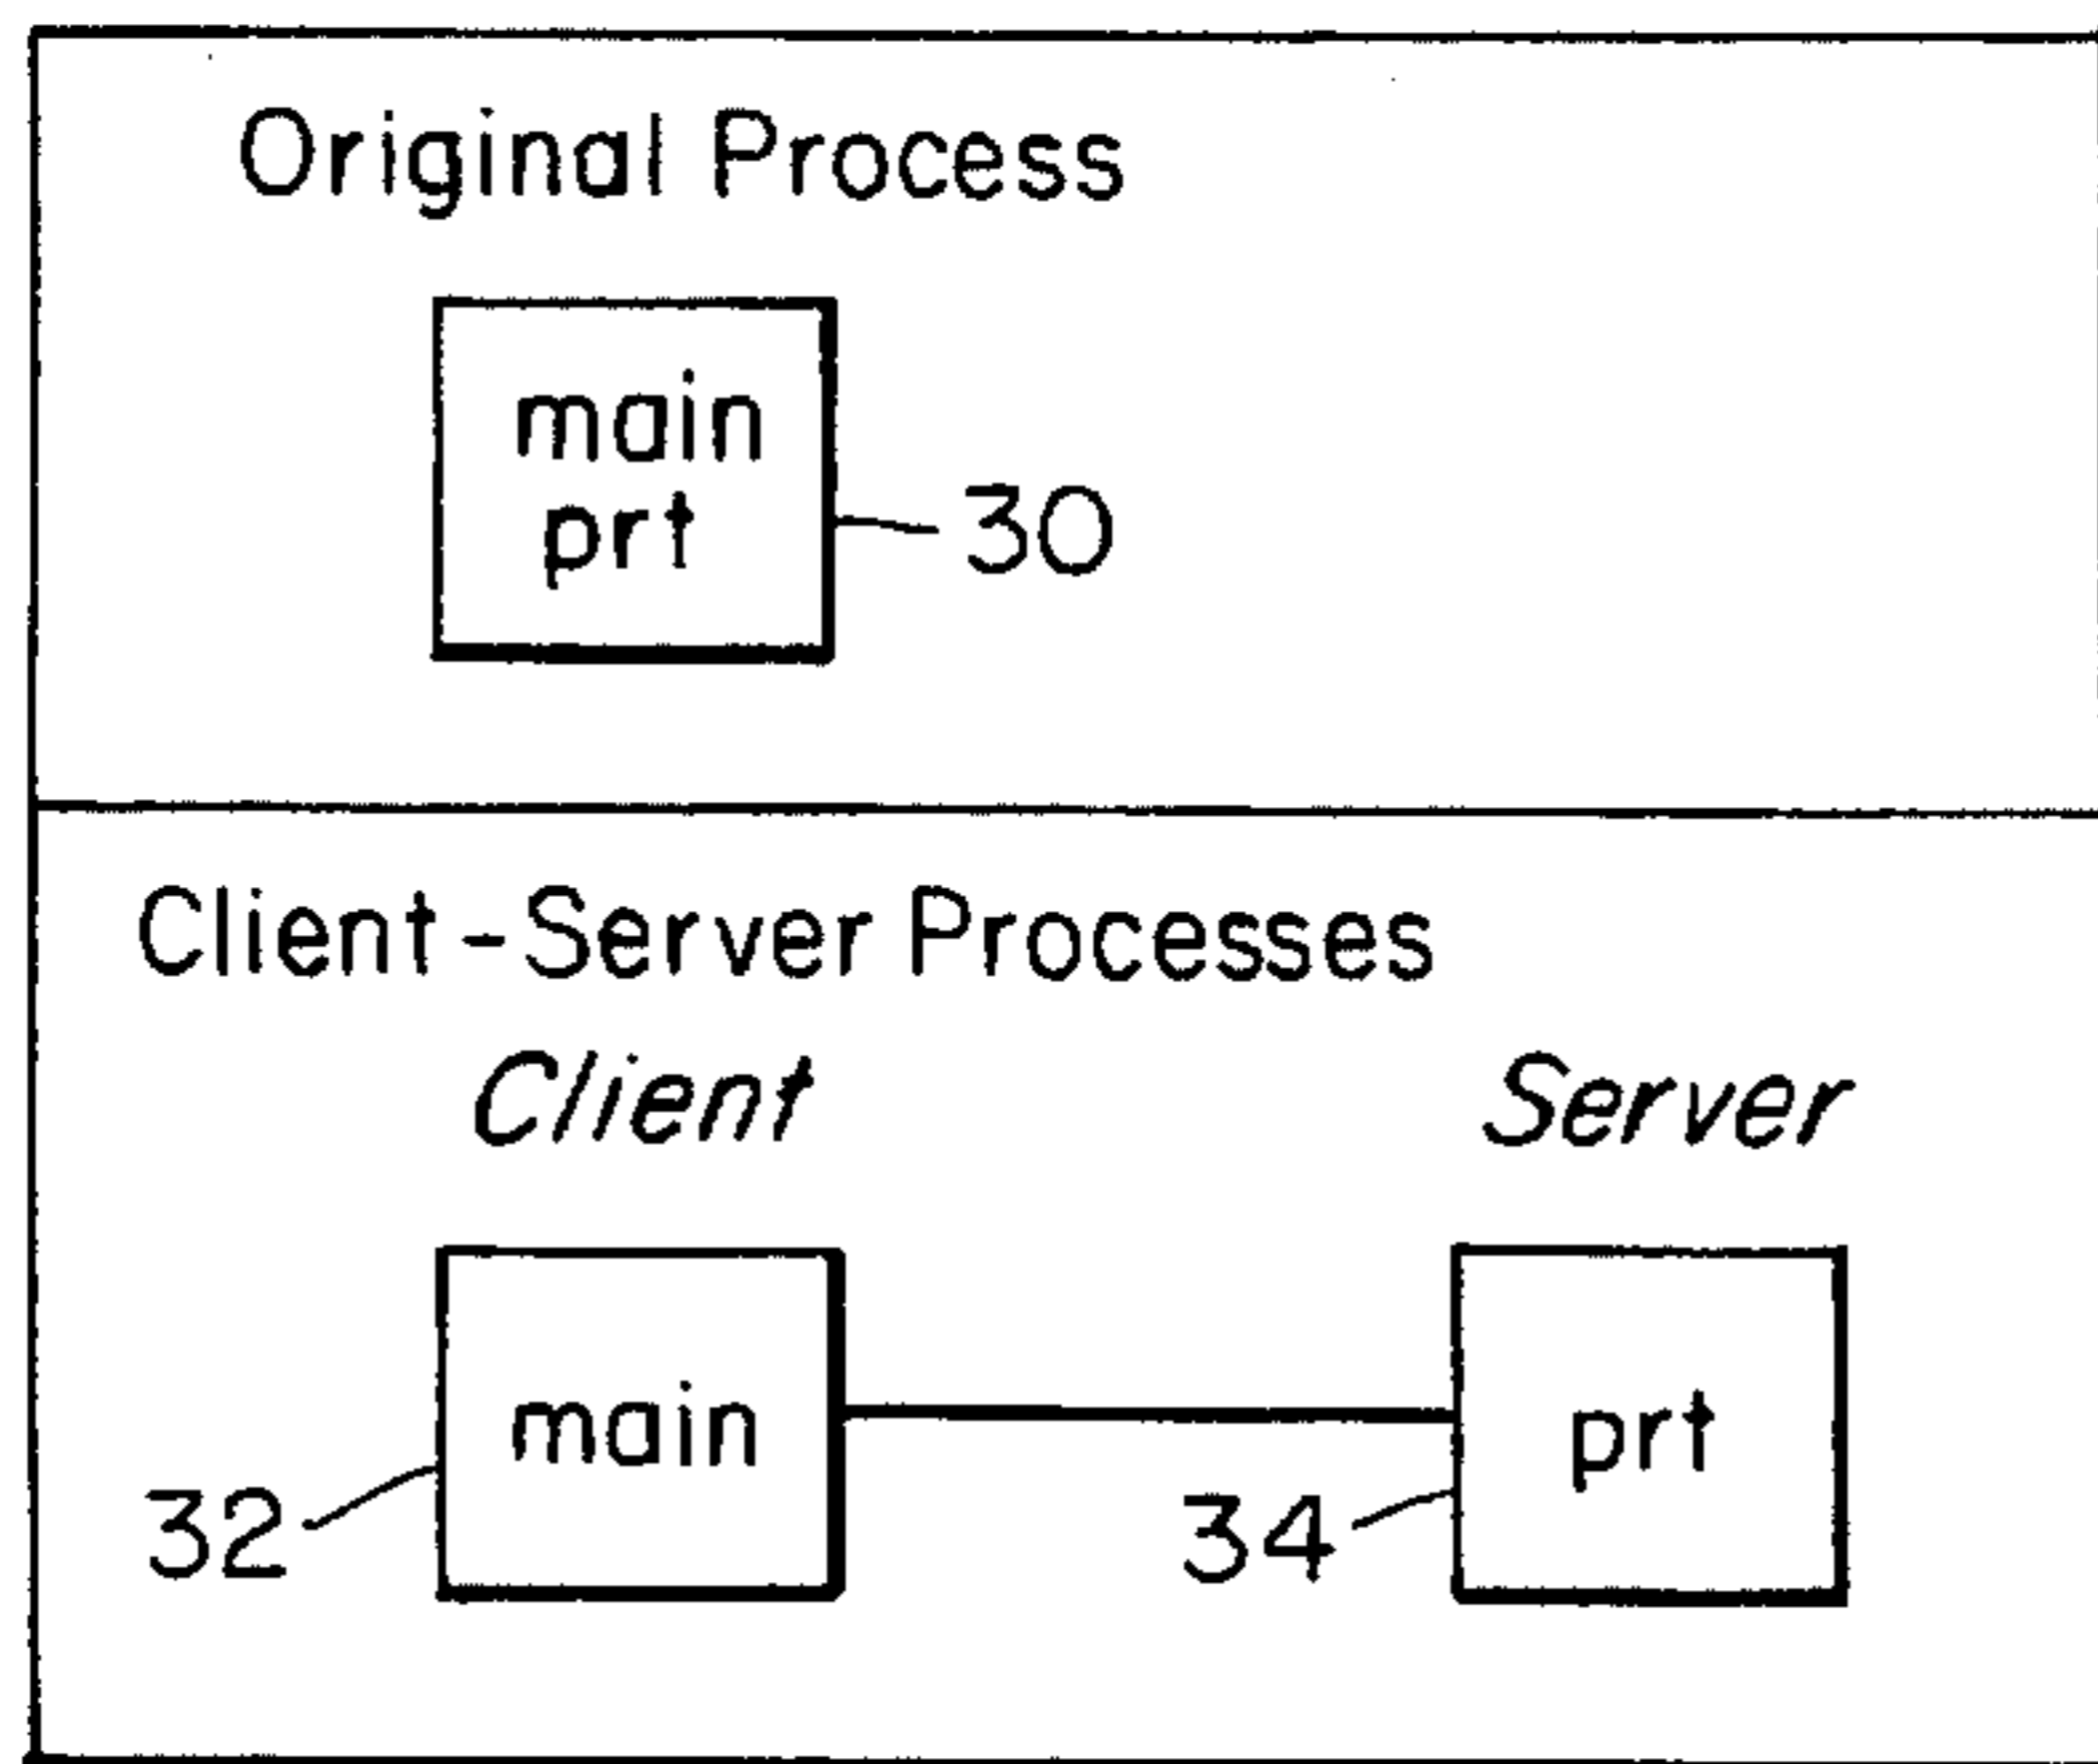 Original Process
main
prt
30
Client-Server Processes
Client Server
main
prt
32
34